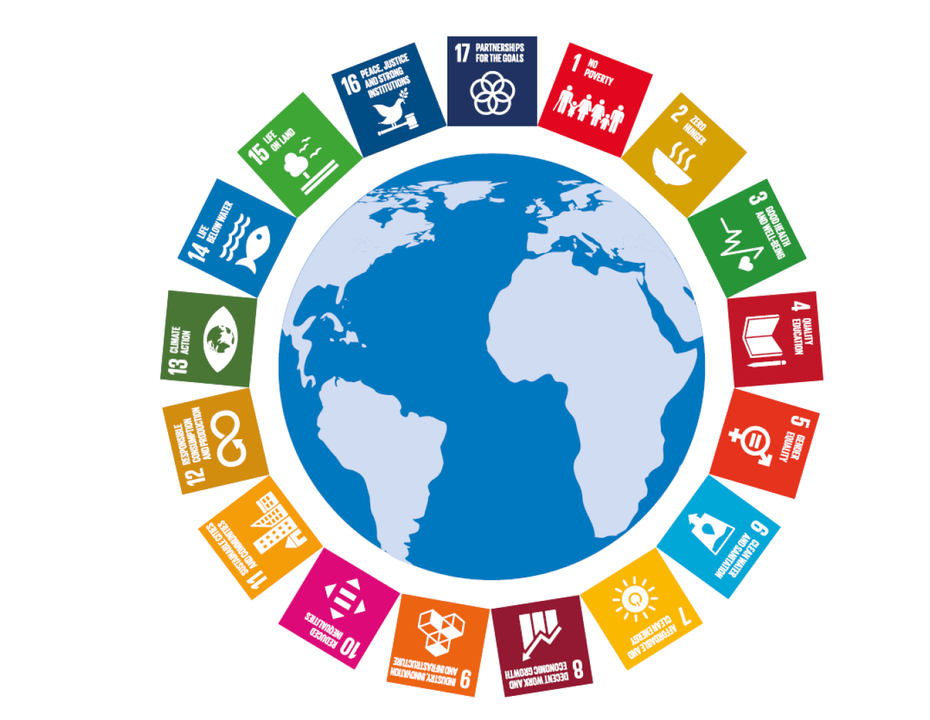 17 PARTNERSHIPS
FOR THE GOALS
1 NO
POVERTY
2 ZERO
HUNGER
3 GOOD HEALTH
AND WELL-BEING
4 QUALITY
EDUCATION
5 GENDER
EQUALITY
6 CLEAN WATER
AND SANITATION
7 AFFORDABLE AND
CLEAN ENERGY
8 DECENT WORK AND
ECONOMIC GROWTH
9 INDUSTRY, INNOVATION
AND INFRASTRUCTURE
10 REDUCED
INEQUALITIES
11 SUSTAINABLE CITIES
AND COMMUNITIES
12 RESPONSIBLE
CONSUMPTION
AND PRODUCTION
13 CLIMATE
ACTION
14 LIFE
BELOW WATER
15 LIFE
ON LAND
16 PEACE, JUSTICE
AND STRONG
INSTITUTIONS